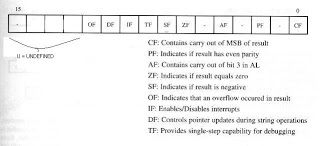 15 0
OF DF IF TF SF ZF - AF - PF - CF
U = UNDEFINED
CF: Contains carry out of MSB of result
PF: Indicates if result has even parity
AF: Contains carry out of bit 3 in AL
ZF: Indicates if result equals zero
SF: Indicates if result is negative
OF: Indicates that an overflow occured in result
IF: Enables/Disables interrupts
DF: Controls pointer updates during string operations
TF: Provides single-step capability for debugging